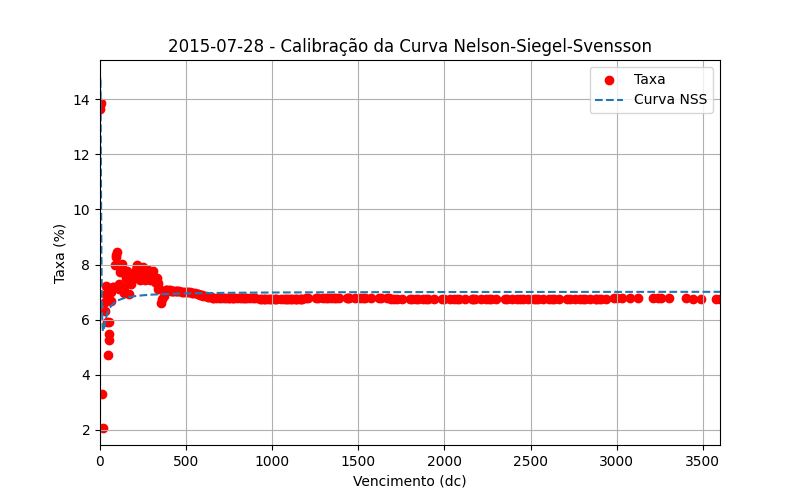 2015-07-28 - Calibração da Curva Nelson-Siegel-Svensson
Taxa
Curva NSS
Taxa (%)
14
12
10
8
6
4
2
0 500 1000 1500 2000 2500 3000 3500
Vencimento (dc)